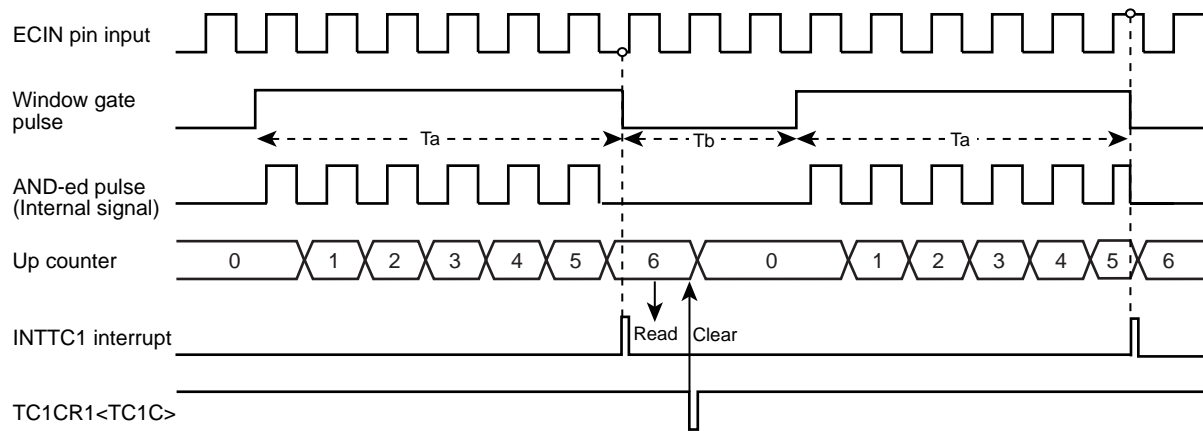 ECIN pin input
Window gate
pulse
Ta
Tb
Ta
AND-ed pulse
(Internal signal)
Up counter
0 1 2 3 4 5 6 0 1 2 3 4 5 6
INTTC1 interrupt
Read
Clear
TC1CR1<TC1C>